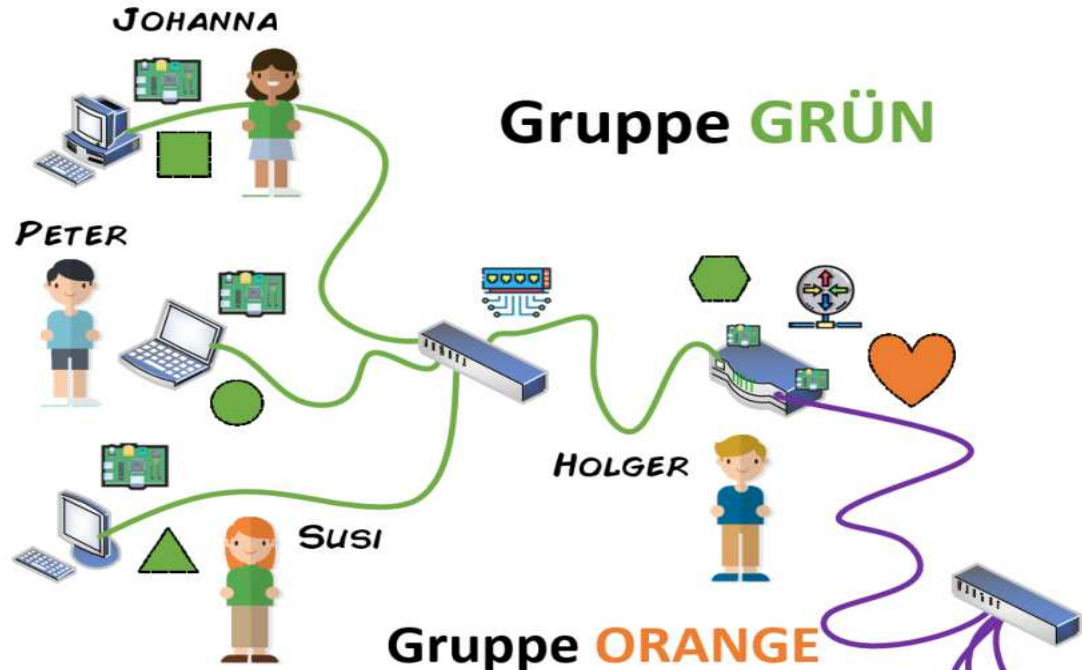 JOHANNA
Gruppe GRÜN
PETER
HOLGER
SUSI
Gruppe ORANGE